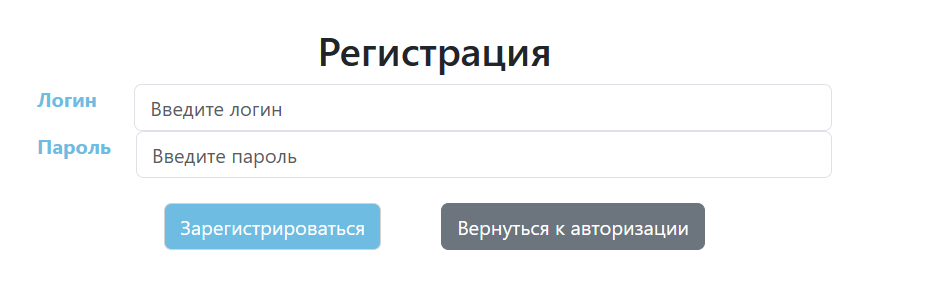 Регистрация
Логин Введите логин
Пароль Введите пароль
Зарегистрироваться Вернуться к авторизации